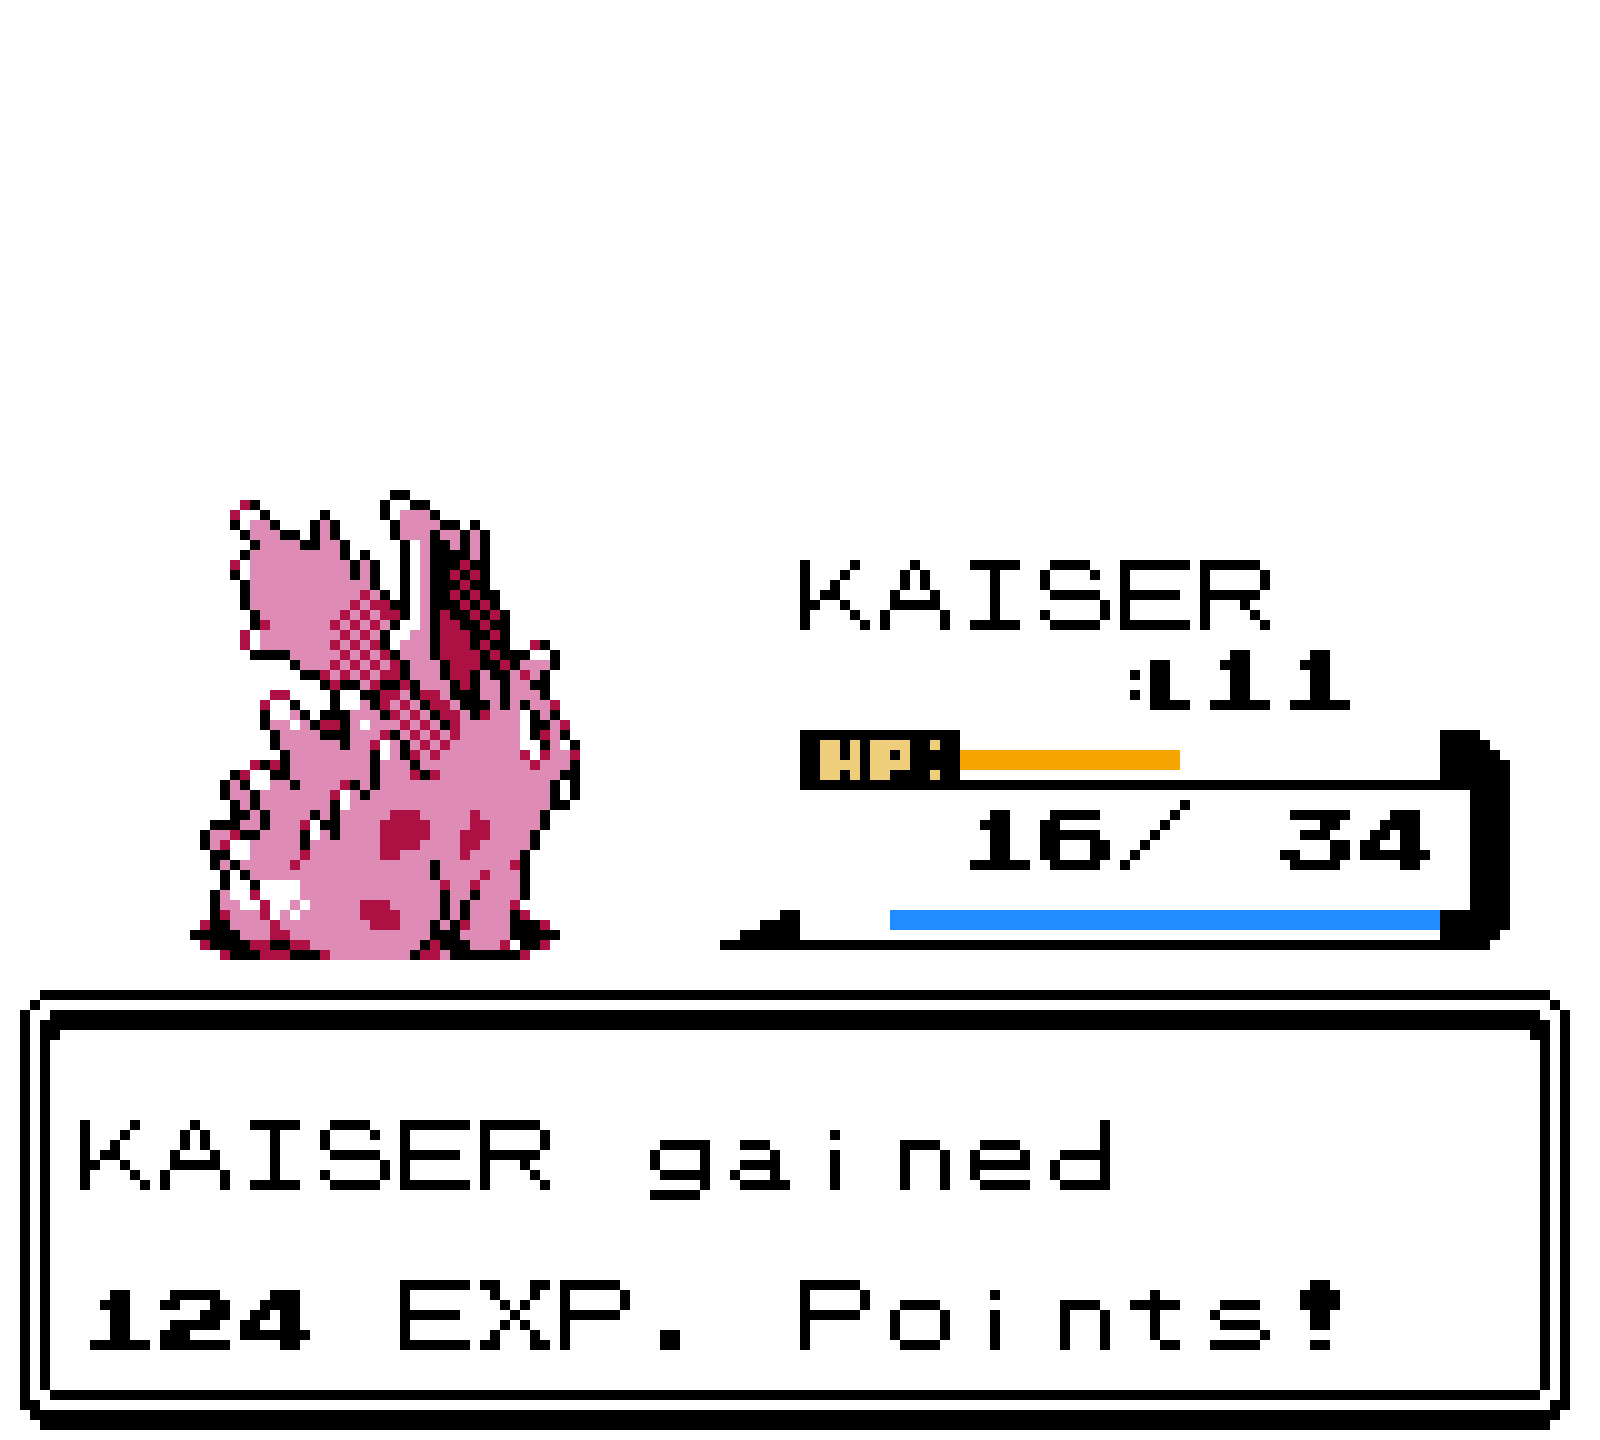 KAISER
:L11
HP:
16/ 34
KAISER gained
124 EXP. Points!